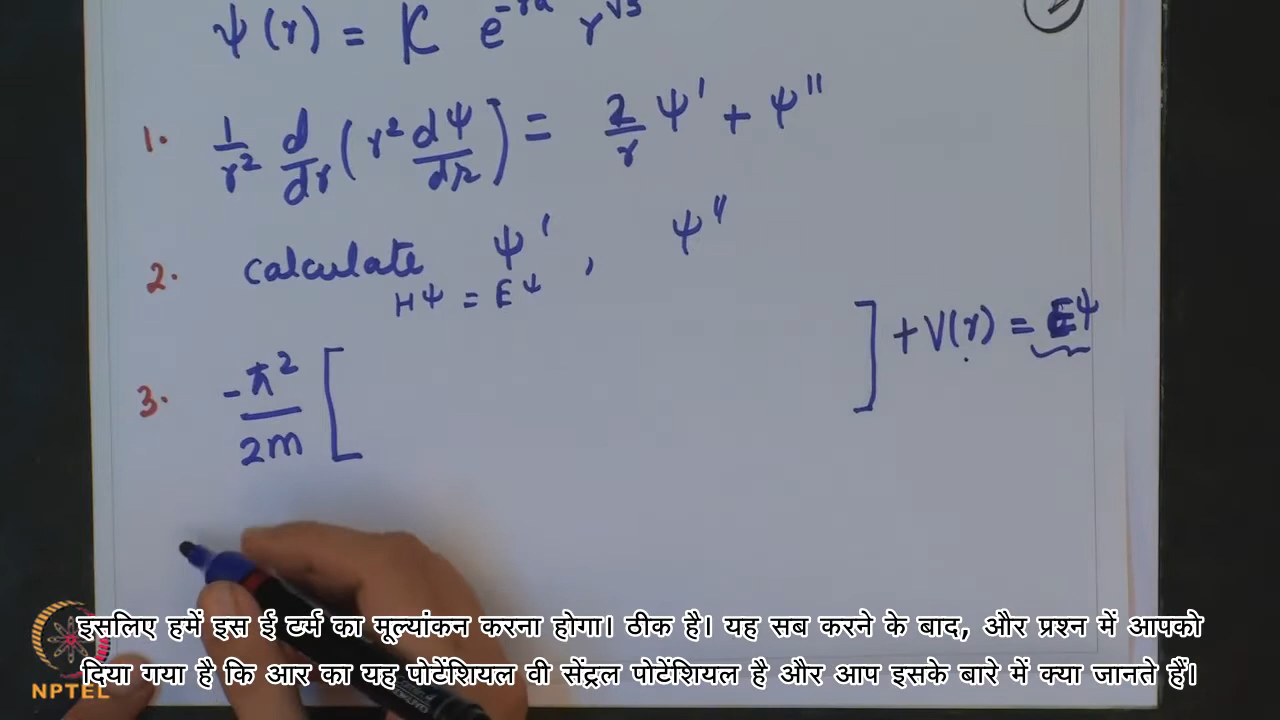 ψ(r) = K e^{-rα} r^{√3}
1. 1/r² d/dr (r² dψ/dr) = 2/r ψ' + ψ''
2. calculate ψ' , ψ''
Hψ = Eψ
3. -ħ²/2m [ ] + V(r) = Eψ
इसलिए हमें इस ई टर्म का मूल्यांकन करना होगा। ठीक है। यह सब करने के बाद, और प्रश्न में आपको
दिया गया है कि आर का यह पोटेंशियल वी सेंट्रल पोटेंशियल है और आप इसके बारे में क्या जानते हैं।
NPTEL